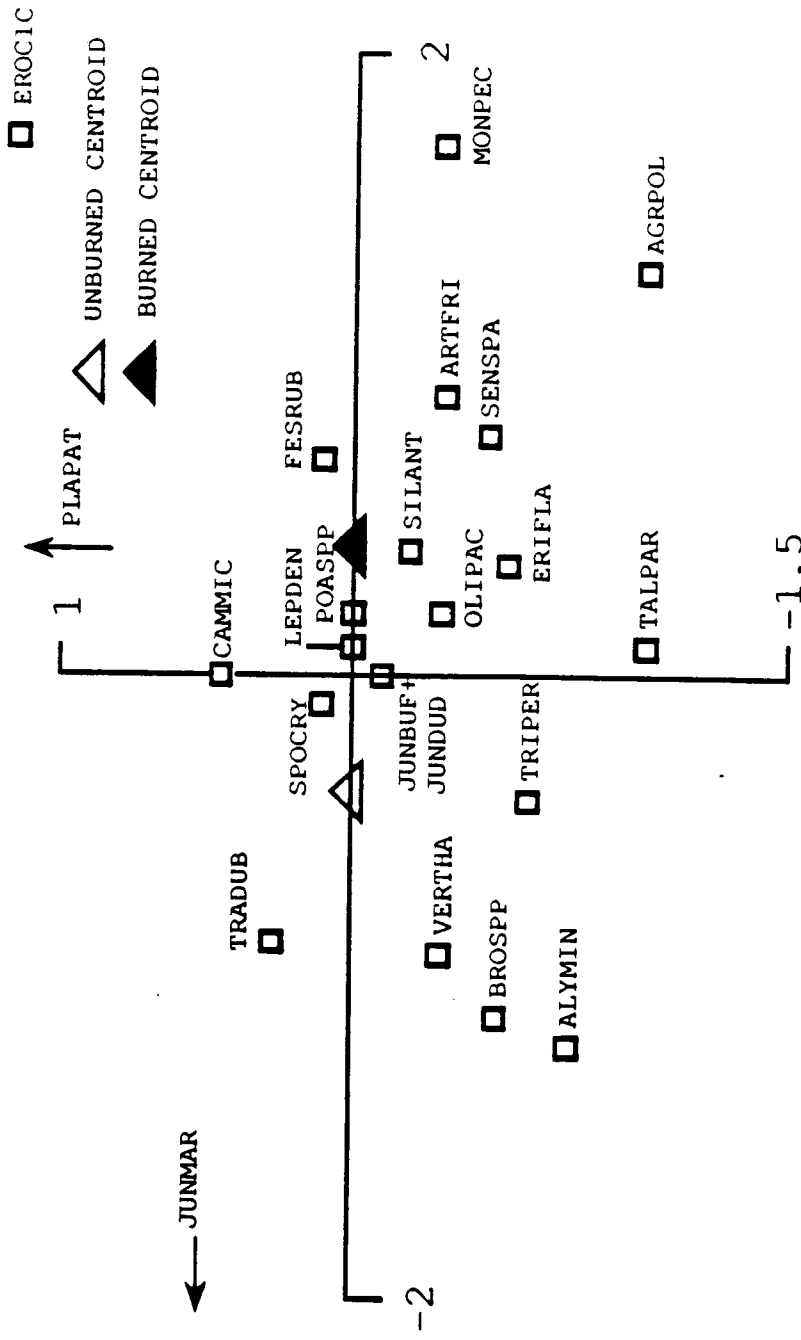 EROC1C
UNBURNED CENTROID
BURNED CENTROID
PLAPAT
1
CAMMIC
FESRUB
LEPDEN
POASPP
SPOCRY
TRADUB
JUNMAR
2
-2
MONPEC
ARTFRI
SENSPA
SILANT
OLIPAC
ERIFLA
AGRPOL
JUNBUF+
JUNDUD
VERTHA
BROSPP
ALYMIN
TRIPER
TALPAR
-1.5